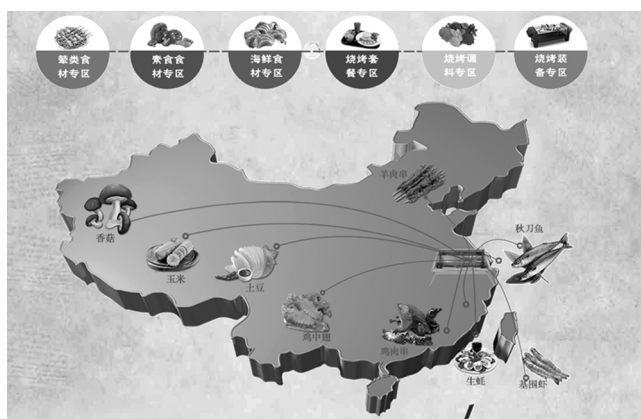 荤类食
材专区
素食食
材专区
海鲜食
材专区
烧烤套
餐专区
烧烤调
料专区
烧烤装
备专区
羊肉串
香菇
玉米
土豆
秋刀鱼
鸡中翅
鸡肉串
生蚝
基围虾